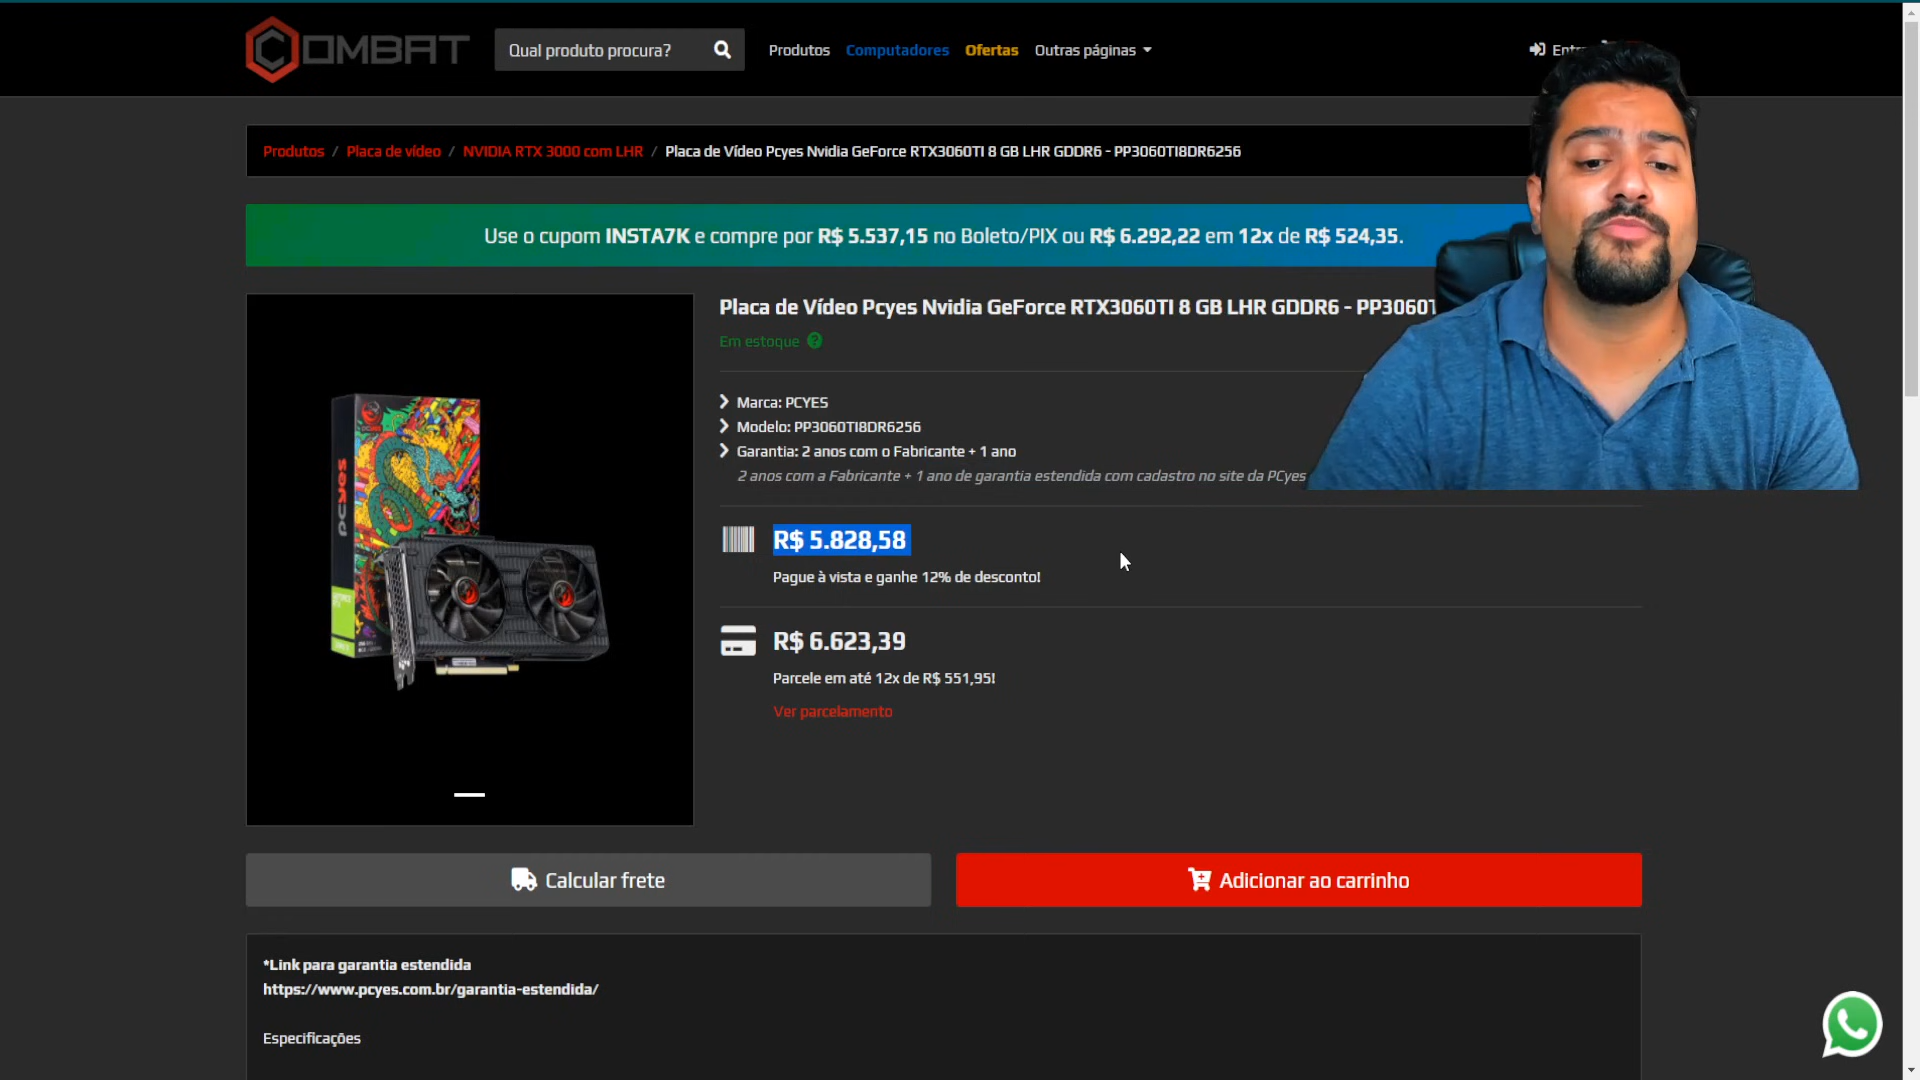 COMBAT
Qual produto procura?
Produtos
Computadores
Ofertas
Outras páginas
Produtos / Placa de vídeo / NVIDIA RTX 3000 com LHR / Placa de Vídeo Pcyes Nvidia GeForce RTX3060TI 8 GB LHR GDDR6 - PP3060TI8DR6256
Use o cupom INSTA7K e compre por R$ 5.537,15 no Boleto/PIX ou R$ 6.292,22 em 12x de R$ 524,35.
Placa de Vídeo Pcyes Nvidia GeForce RTX3060TI 8 GB LHR GDDR6 - PP3060T
Em estoque ?
Marca: PCYES
Modelo: PP3060TI8DR6256
Garantia: 2 anos com o Fabricante + 1 ano
2 anos com a Fabricante + 1 ano de garantia estendida com cadastro no site da PCyes
pcyes
R$ 5.828,58
Pague à vista e ganhe 12% de desconto!
R$ 6.623,39
Parcele em até 12x de R$ 551,95!
Ver parcelamento
Calcular frete
Adicionar ao carrinho
*Link para garantia estendida
https://www.pcyes.com.br/garantia-estendida/
Especificações